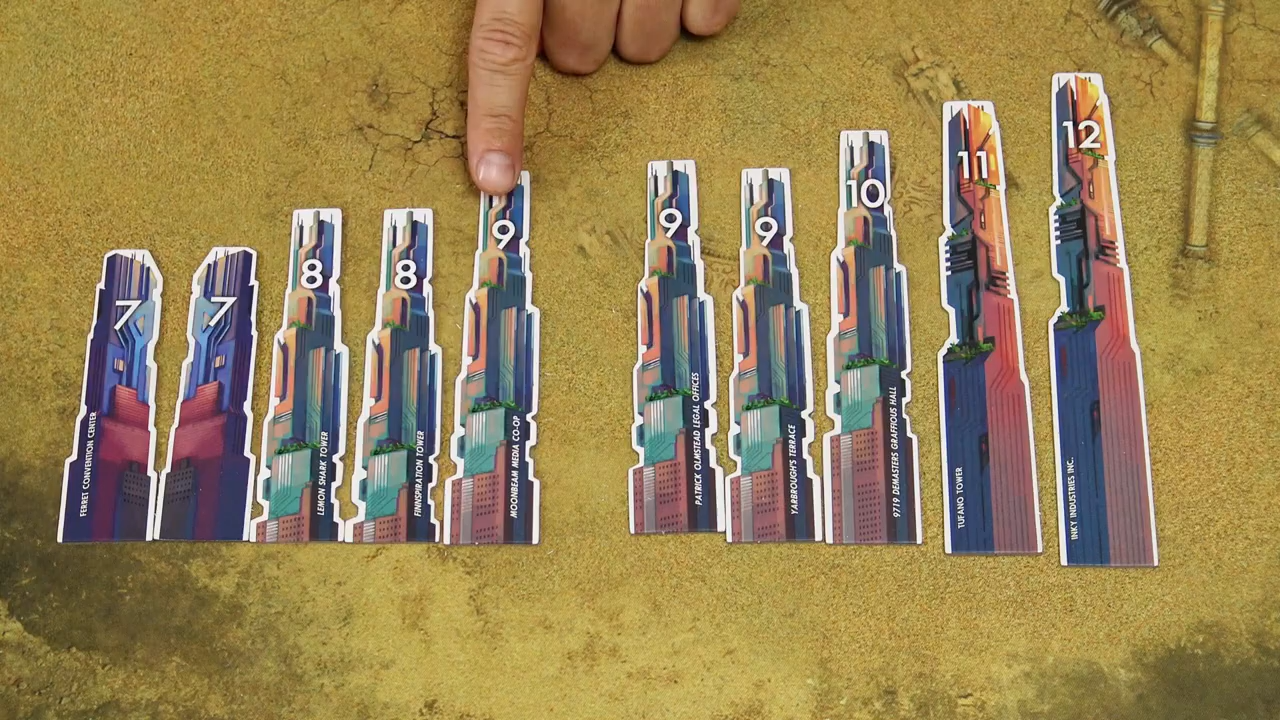 7
FERRET CONVENTION CENTER
7
8
LEMON SHARK TOWER
8
FINNSPIRATION TOWER
9
MOONBEAM MEDIA CO-OP
9
PATRICK OLMSTEAD LEGAL OFFICES
9
YARBROUGH'S TERRACE
10
9719 DEMASTERS GRAFFIOUS HALL
11
TUFANO TOWER
12
INKY INDUSTRIES INC.